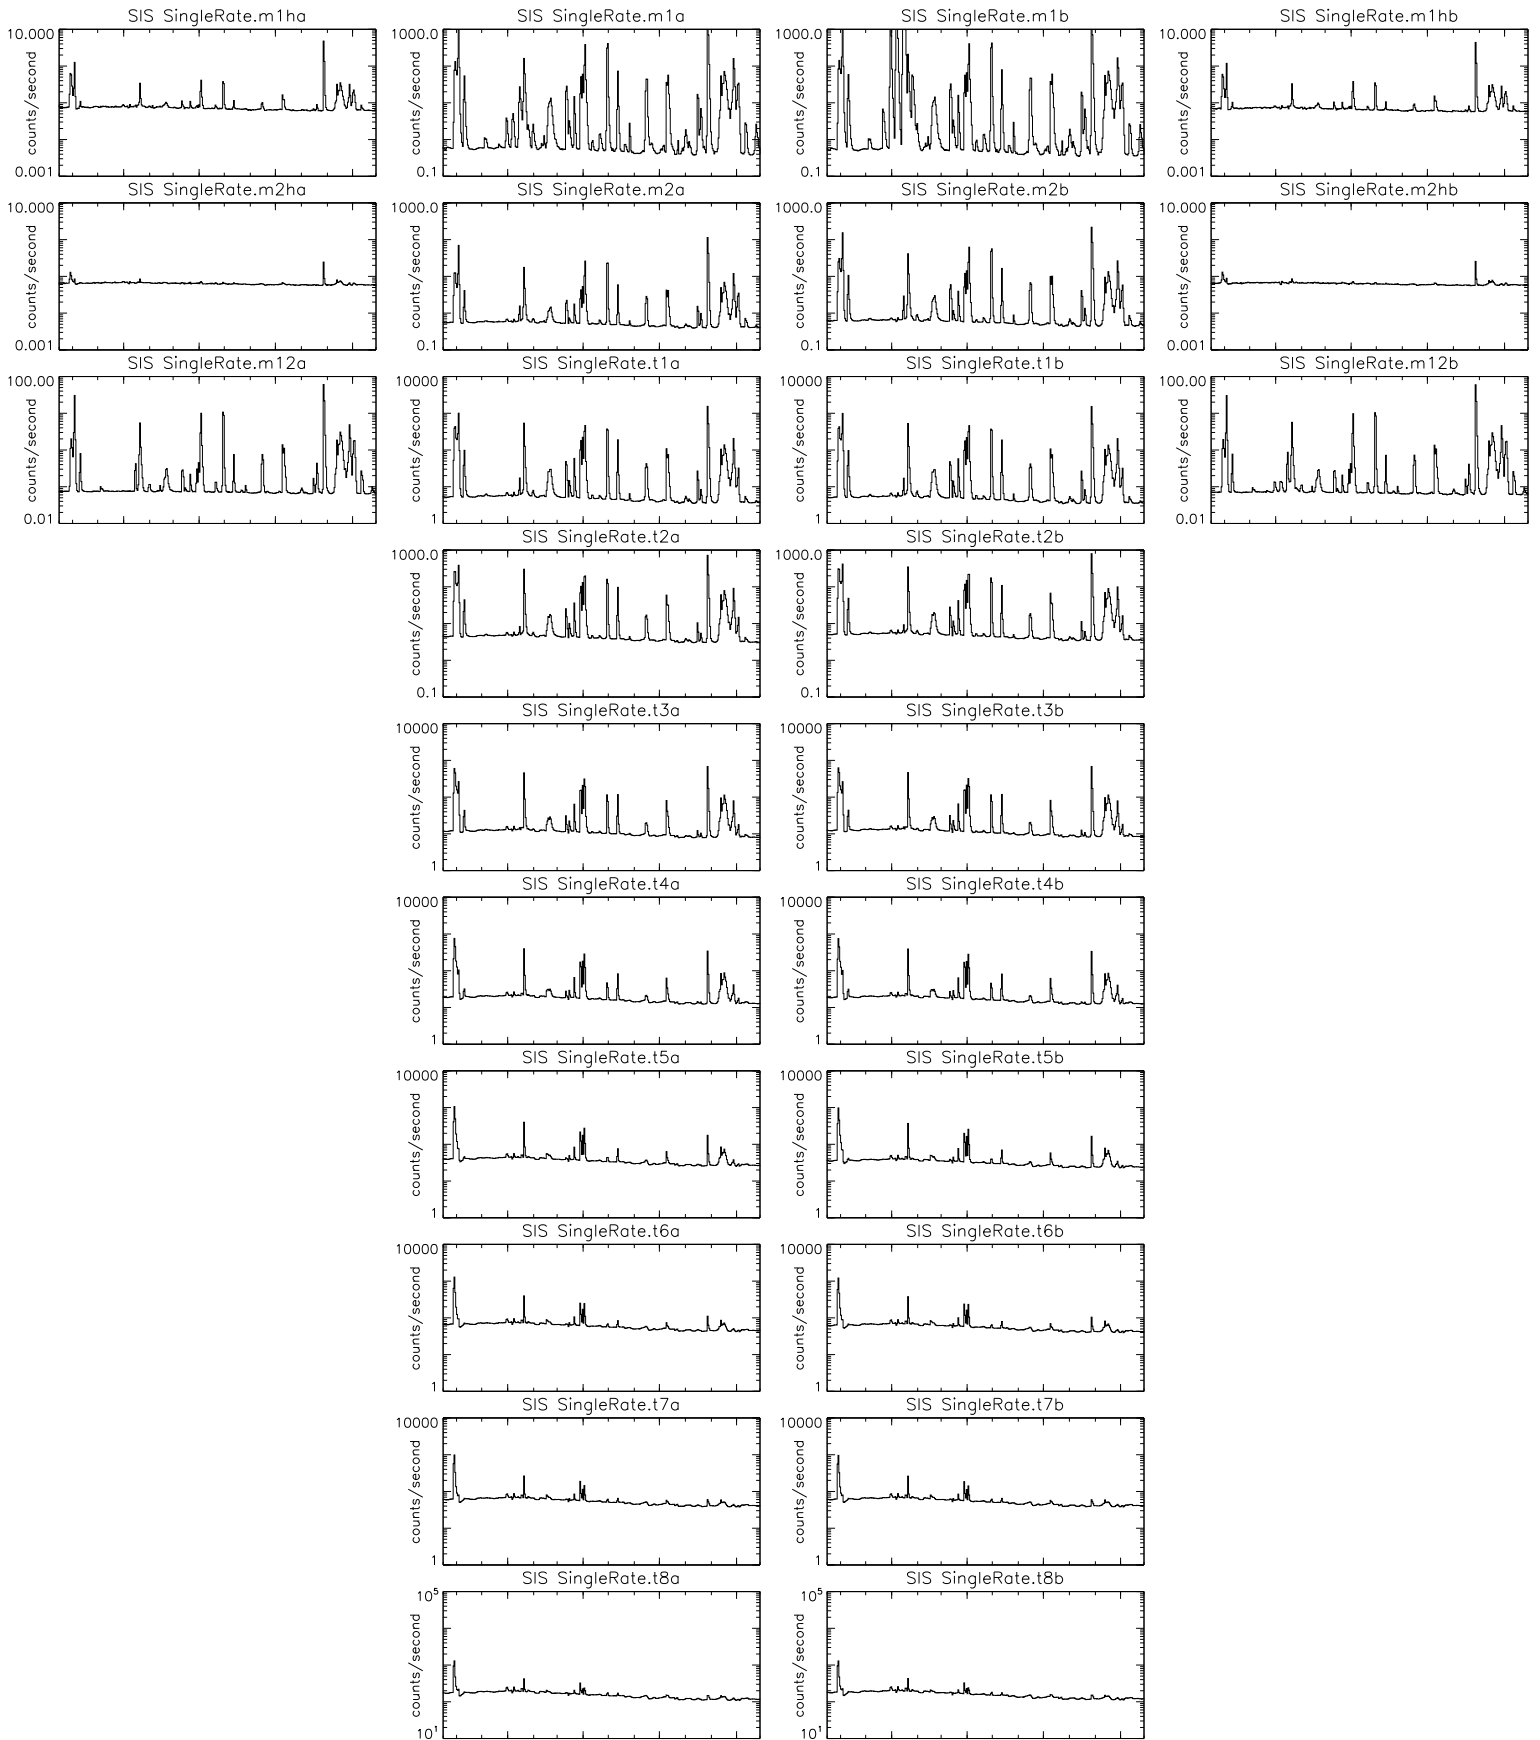 SIS SingleRate.m1ha
10.000
counts/second
0.001
SIS SingleRate.m1a
1000.0
counts/second
0.1
SIS SingleRate.m1b
1000.0
counts/second
0.1
SIS SingleRate.m1hb
10.000
counts/second
0.001
SIS SingleRate.m2ha
10.000
counts/second
0.001
SIS SingleRate.m2a
1000.0
counts/second
0.1
SIS SingleRate.m2b
1000.0
counts/second
0.1
SIS SingleRate.m2hb
10.000
counts/second
0.001
SIS SingleRate.m12a
100.00
counts/second
0.01
SIS SingleRate.t1a
10000
counts/second
1
SIS SingleRate.t1b
10000
counts/second
1
SIS SingleRate.m12b
100.00
counts/second
0.01
SIS SingleRate.t2a
1000.0
counts/second
0.1
SIS SingleRate.t2b
1000.0
counts/second
0.1
SIS SingleRate.t3a
10000
counts/second
1
SIS SingleRate.t3b
10000
counts/second
1
SIS SingleRate.t4a
10000
counts/second
1
SIS SingleRate.t4b
10000
counts/second
1
SIS SingleRate.t5a
10000
counts/second
1
SIS SingleRate.t5b
10000
counts/second
1
SIS SingleRate.t6a
10000
counts/second
1
SIS SingleRate.t6b
10000
counts/second
1
SIS SingleRate.t7a
10000
counts/second
1
SIS SingleRate.t7b
10000
counts/second
1
SIS SingleRate.t8a
10⁵
counts/second
10¹
SIS SingleRate.t8b
10⁵
counts/second
10¹